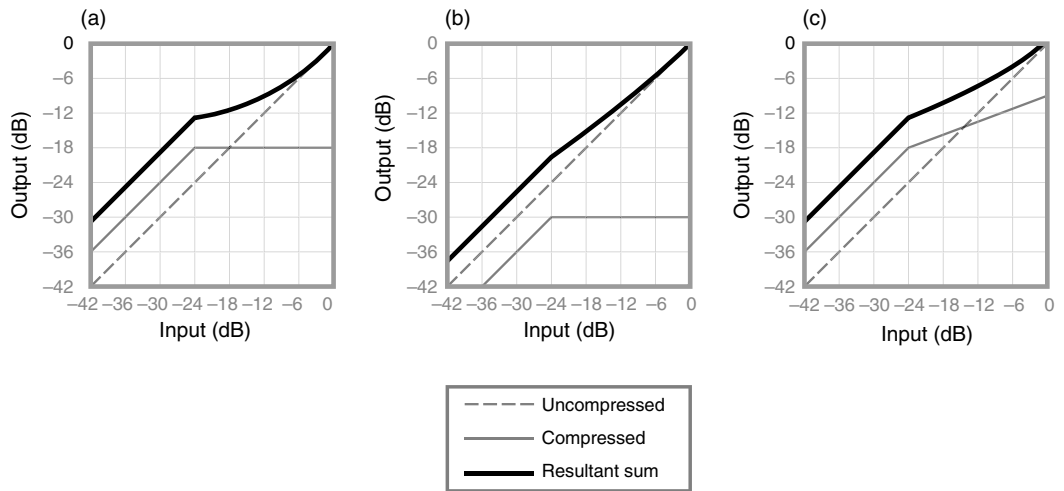 (a)
0
−6
−12
−18
−24
−30
−36
−42
Output (dB)
−42 −36 −30 −24 −18 −12 −6 0
Input (dB)
(b)
0
−6
−12
−18
−24
−30
−36
−42
Output (dB)
−42 −36 −30 −24 −18 −12 −6 0
Input (dB)
(c)
0
−6
−12
−18
−24
−30
−36
−42
Output (dB)
−42 −36 −30 −24 −18 −12 −6 0
Input (dB)
Uncompressed
Compressed
Resultant sum